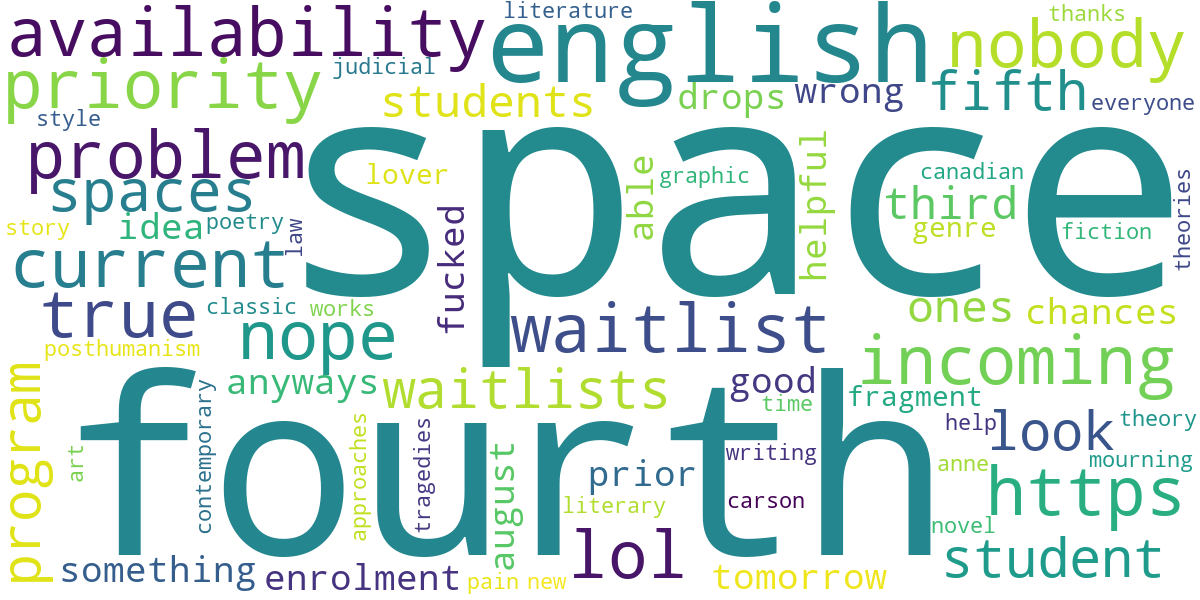 literature
thanks
availability
english
nobody
judicial
priority
students
drops
wrong
fifth
everyone
style
problem
space
lover
able
graphic
helpful
canadian
third
theories
spaces
story
idea
poetry
law
fucked
genre
fiction
current
true
classic
works
nope
waitlist
ones
chances
posthumanism
incoming
program
anyways
waitlists
good
time
fragment
fourth
art
contemporary
approaches
tragedies
august
help
look
theory
writing
anne
mourning
prior
carson
https
literary
novel
something
enrolment
lol
pain
new
tomorrow
student